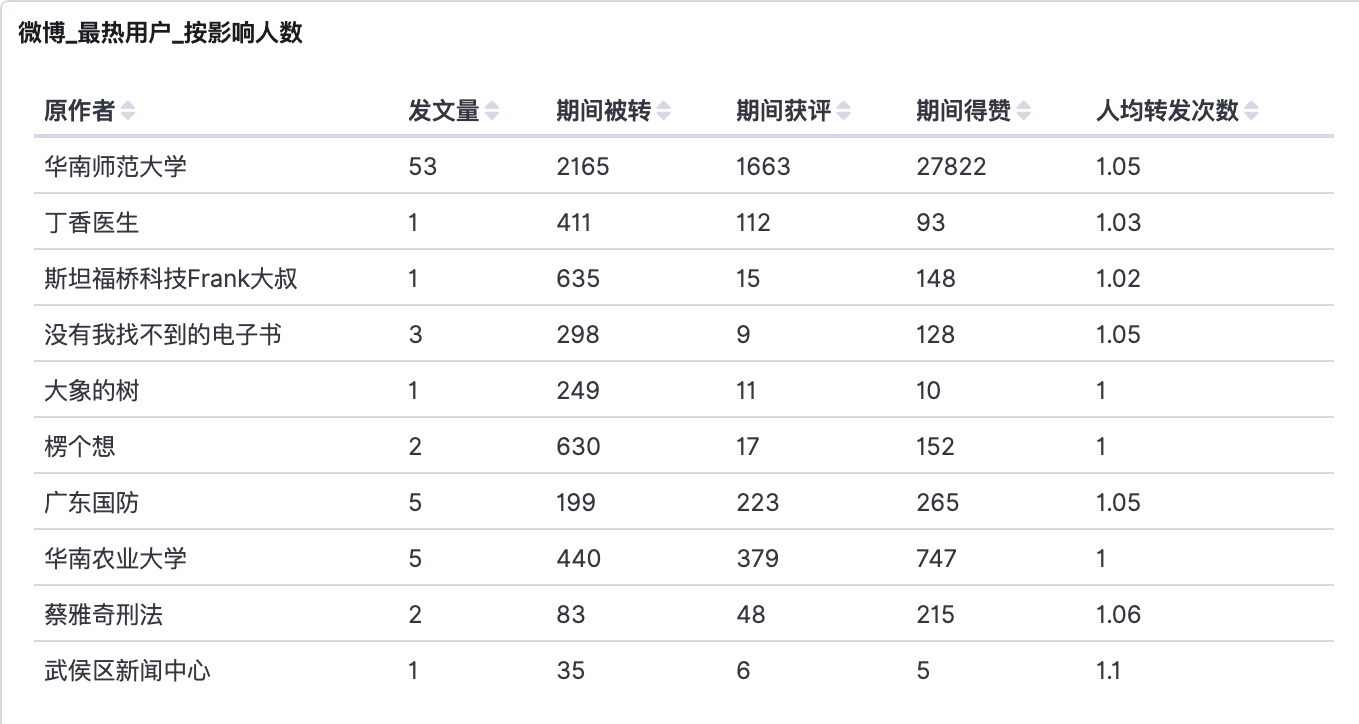 微博_最热用户_按影响人数
原作者 发文量 期间被转 期间获评 期间得赞 人均转发次数
华南师范大学 53 2165 1663 27822 1.05
丁香医生 1 411 112 93 1.03
斯坦福桥科技Frank大叔 1 635 15 148 1.02
没有我找不到的电子书 3 298 9 128 1.05
大象的树 1 249 11 10 1
楞个想 2 630 17 152 1
广东国防 5 199 223 265 1.05
华南农业大学 5 440 379 747 1
蔡雅奇刑法 2 83 48 215 1.06
武侯区新闻中心 1 35 6 5 1.1